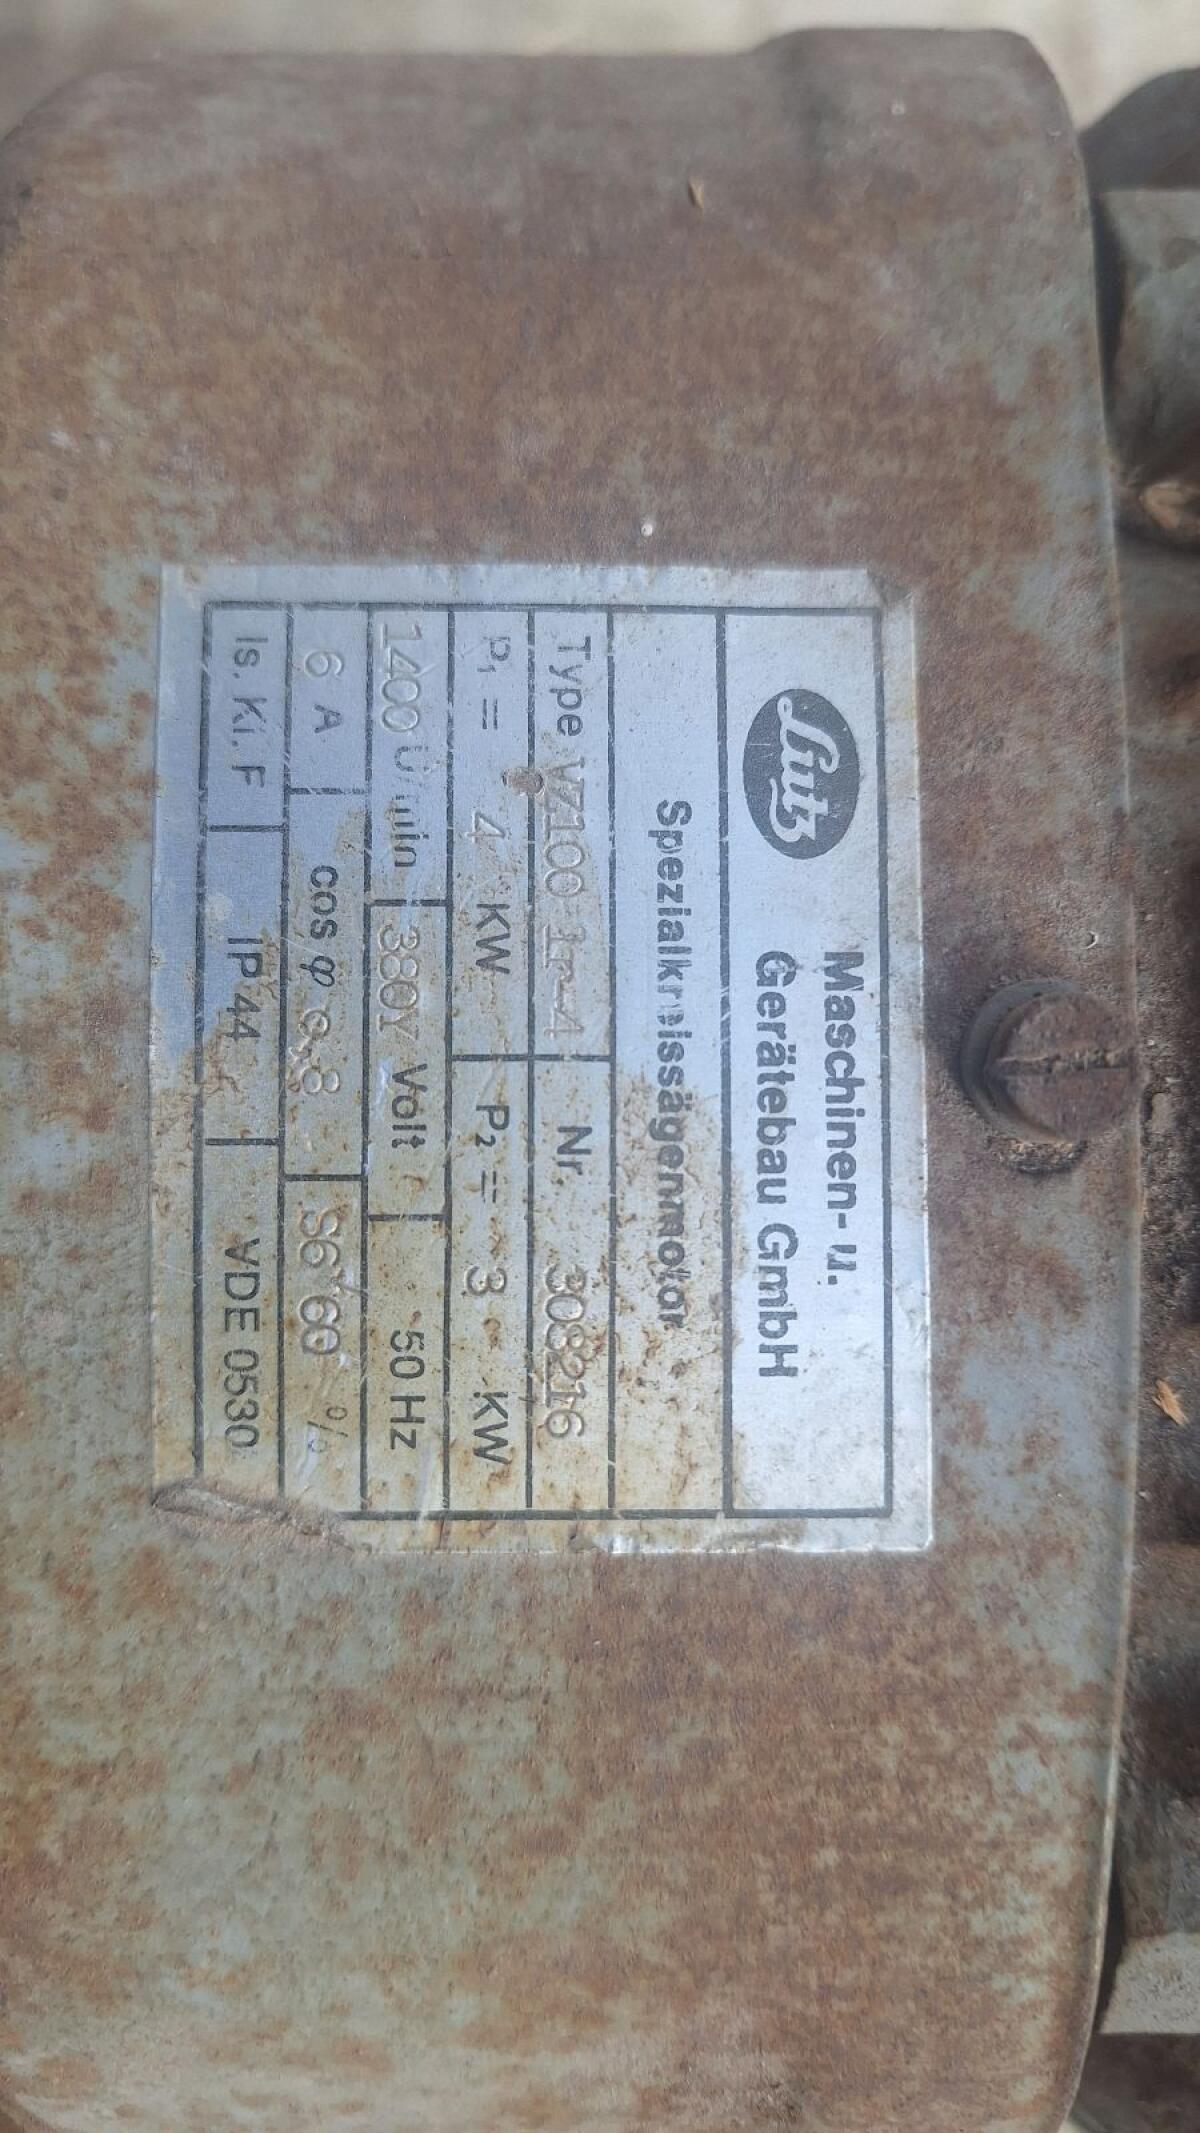 Lutz
Maschinen- u.
Gerätebau GmbH
Spezialkreissägenmotor
Type VZ100 1r-4 Nr. 308216
P₁ = 4 KW P₂ = 3 KW
1400 U/min 380Y Volt 50 Hz
6 A cos φ 0,8 S6 60 %
Is. Kl. F IP 44 VDE 0530